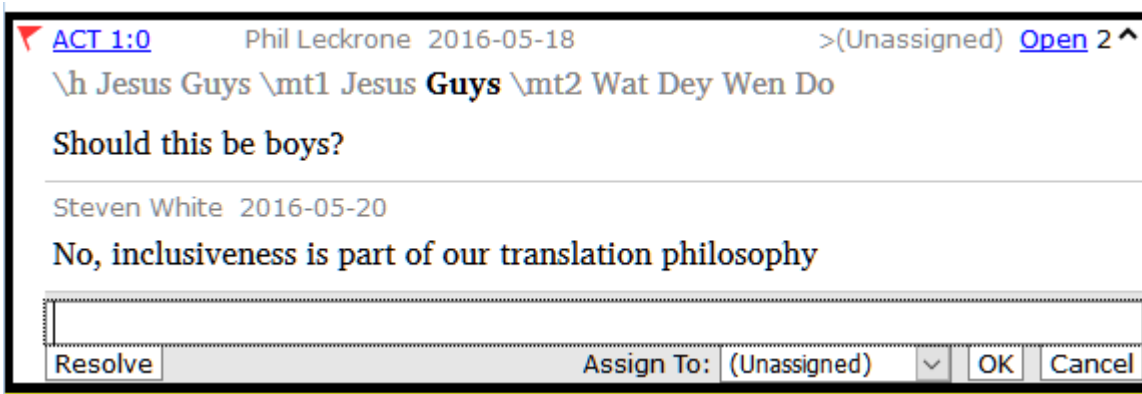 ACT 1:0 Phil Leckrone 2016-05-18 >(Unassigned) Open 2 ^
\h Jesus Guys \mt1 Jesus Guys \mt2 Wat Dey Wen Do
Should this be boys?
Steven White 2016-05-20
No, inclusiveness is part of our translation philosophy
Resolve Assign To: (Unassigned) OK Cancel